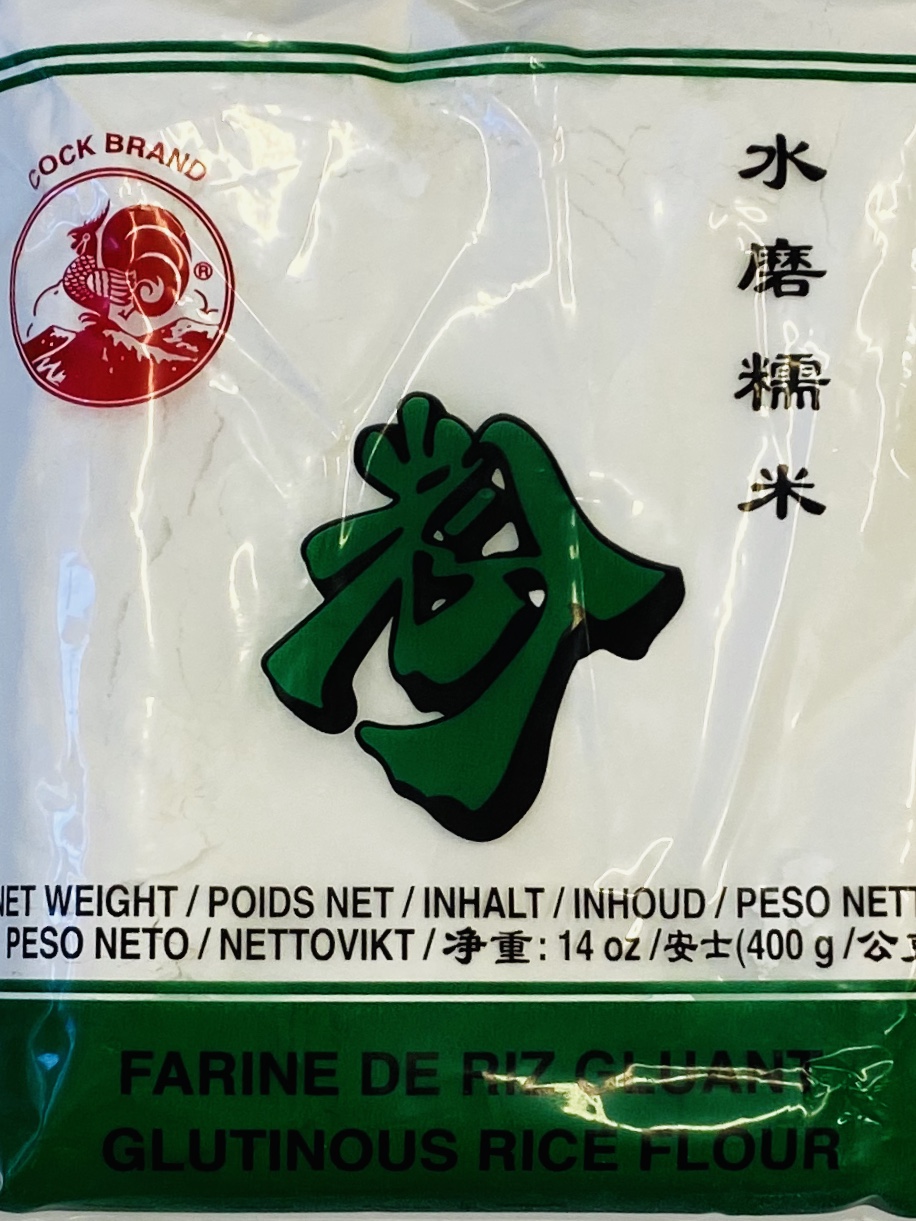 COCK BRAND
®
水磨糯米
粉
NET WEIGHT / POIDS NET / INHALT / INHOUD / PESO NETT
PESO NETO / NETTOVIKT / 净重: 14 oz /安士(400 g /公克
FARINE DE RIZ GLUANT
GLUTINOUS RICE FLOUR